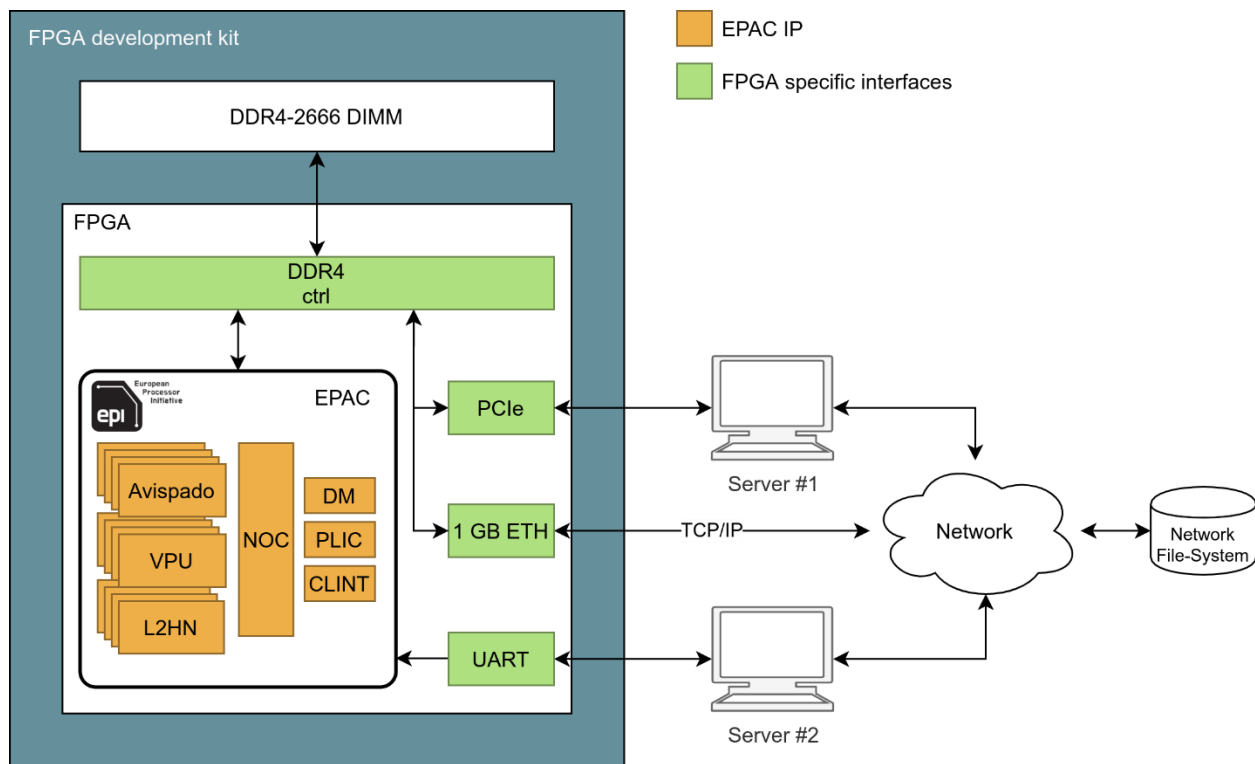 FPGA development kit
EPAC IP
FPGA specific interfaces
DDR4-2666 DIMM
FPGA
DDR4
ctrl
epi
European
Processor
Initiative
EPAC
Avispado
VPU
L2HN
NOC
DM
PLIC
CLINT
PCIe
1 GB ETH
UART
Server #1
TCP/IP
Server #2
Network
Network
File-System